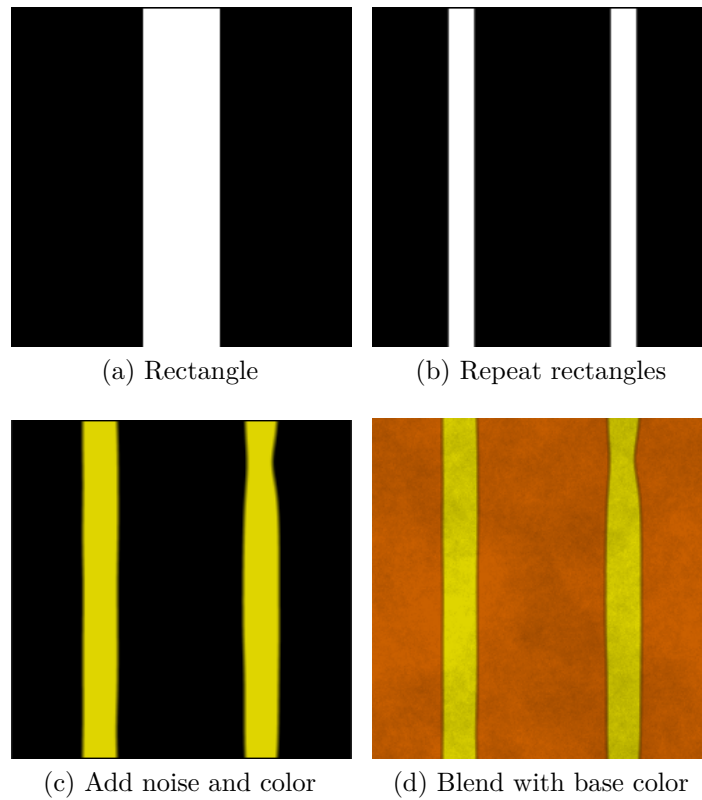 (a) Rectangle
(b) Repeat rectangles
(c) Add noise and color
(d) Blend with base color